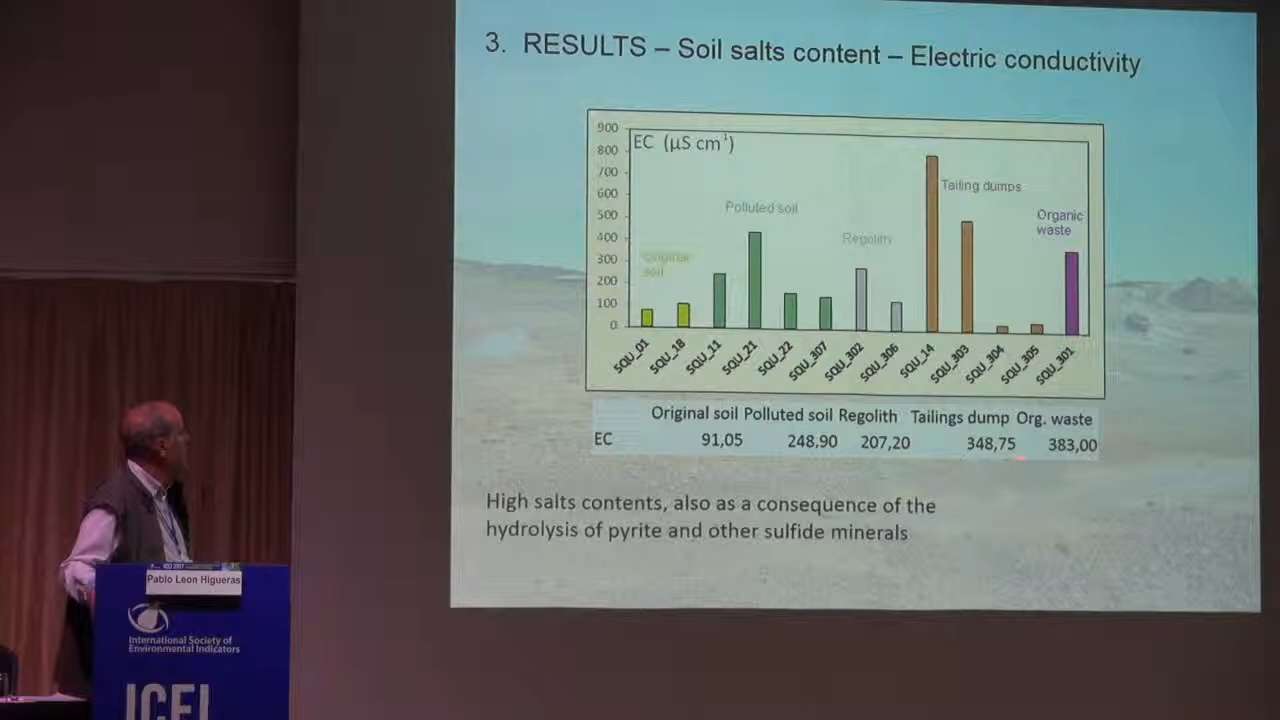 3. RESULTS – Soil salts content – Electric conductivity
EC (µS cm⁻¹)
900
800
700
600
500
400
300
200
100
0
Original soil
Polluted soil
Regolith
Tailing dumps
Organic
waste
SQU_01
SQU_18
SQU_11
SQU_21
SQU_22
SQU_307
SQU_302
SQU_306
SQU_14
SQU_303
SQU_304
SQU_305
SQU_301
Original soil Polluted soil Regolith Tailings dump Org. waste
EC 91,05 248,90 207,20 348,75 383,00
High salts contents, also as a consequence of the
hydrolysis of pyrite and other sulfide minerals
Pablo Leon Higueras
International Society of
Environmental Indicators
ICEI